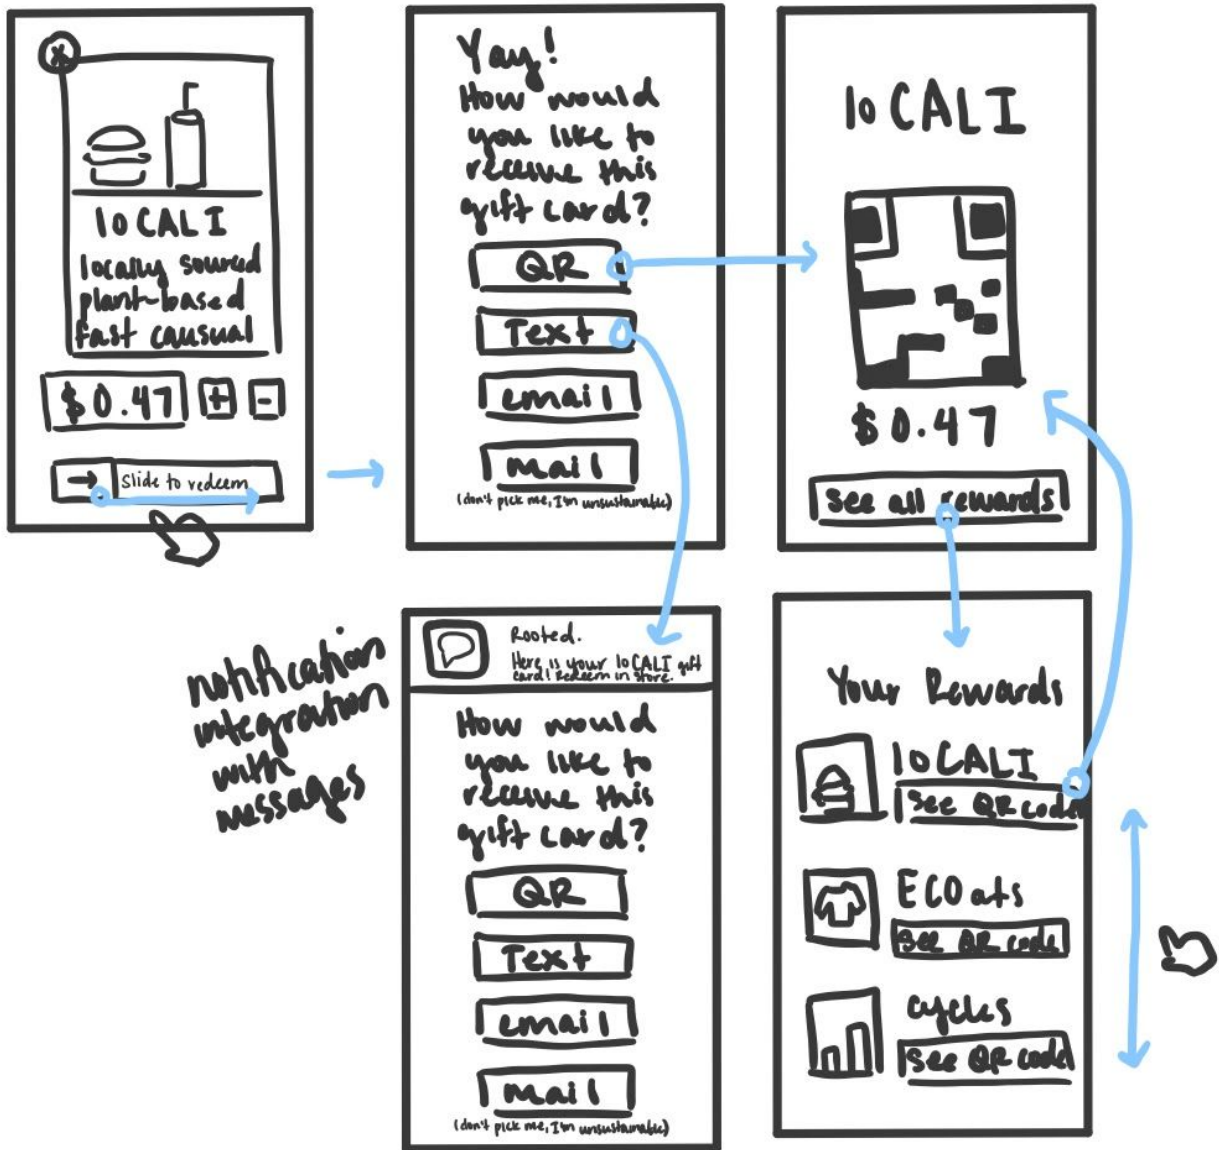 X
loCALI
locally sourced
plant-based
fast causual
$0.47 + -
→ Slide to redeem
Yay!
How would
you like to
receive this
gift card?
QR
Text
email
mail
(don't pick me, I'm unsustainable)
loCALI
$0.47
See all rewards
notification
integration
with
messages
Rooted.
Here is your loCALI gift
card! Redeem in store.
How would
you like to
receive this
gift card?
QR
Text
email
mail
(don't pick me, I'm unsustainable)
Your Rewards
loCALI
See QR code
ECOats
See QR code
cycles
See QR code